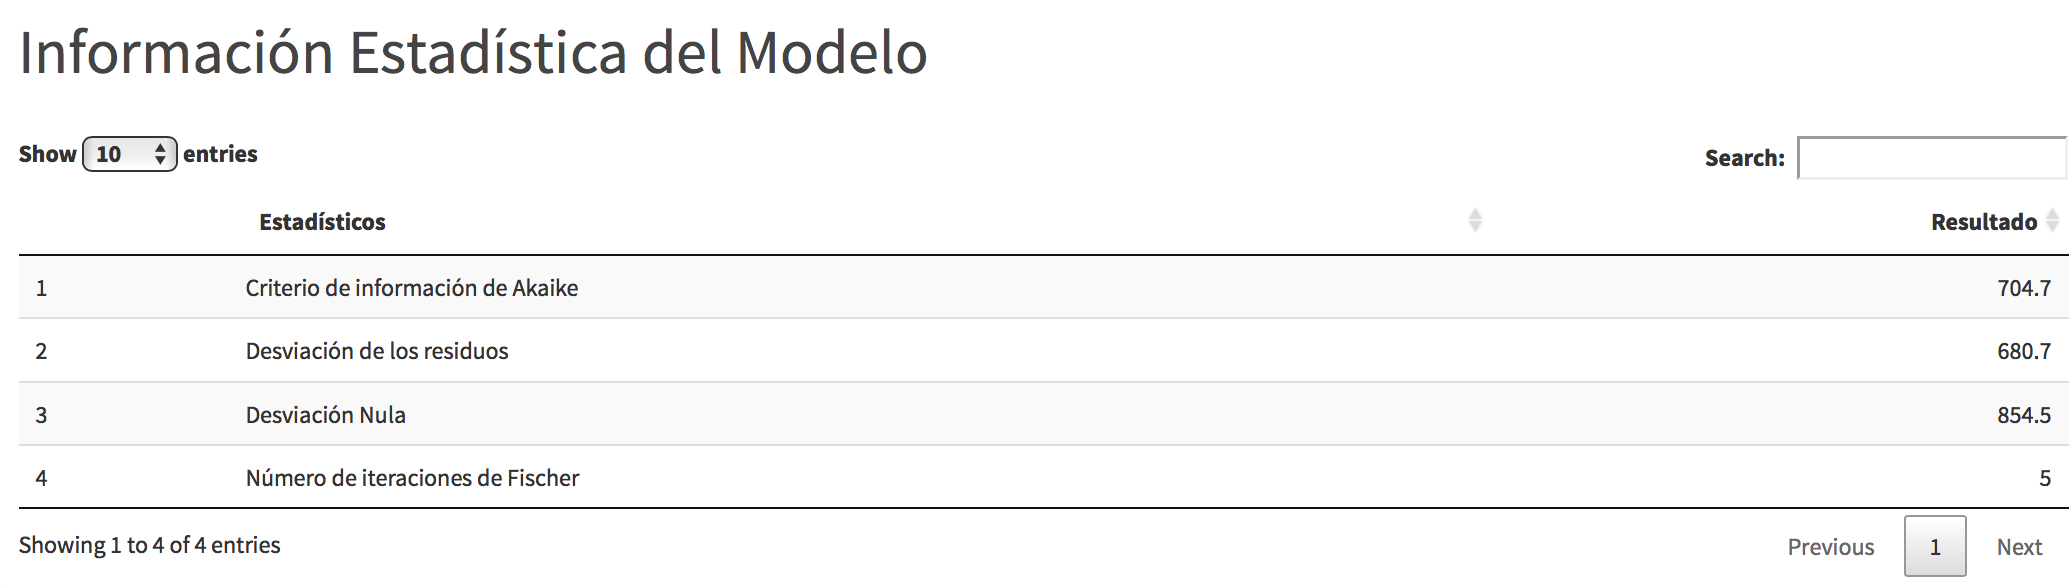 Información Estadística del Modelo
Show 10 entries
Search:
Estadísticos Resultado
1 Criterio de información de Akaike 704.7
2 Desviación de los residuos 680.7
3 Desviación Nula 854.5
4 Número de iteraciones de Fischer 5
Showing 1 to 4 of 4 entries
Previous 1 Next